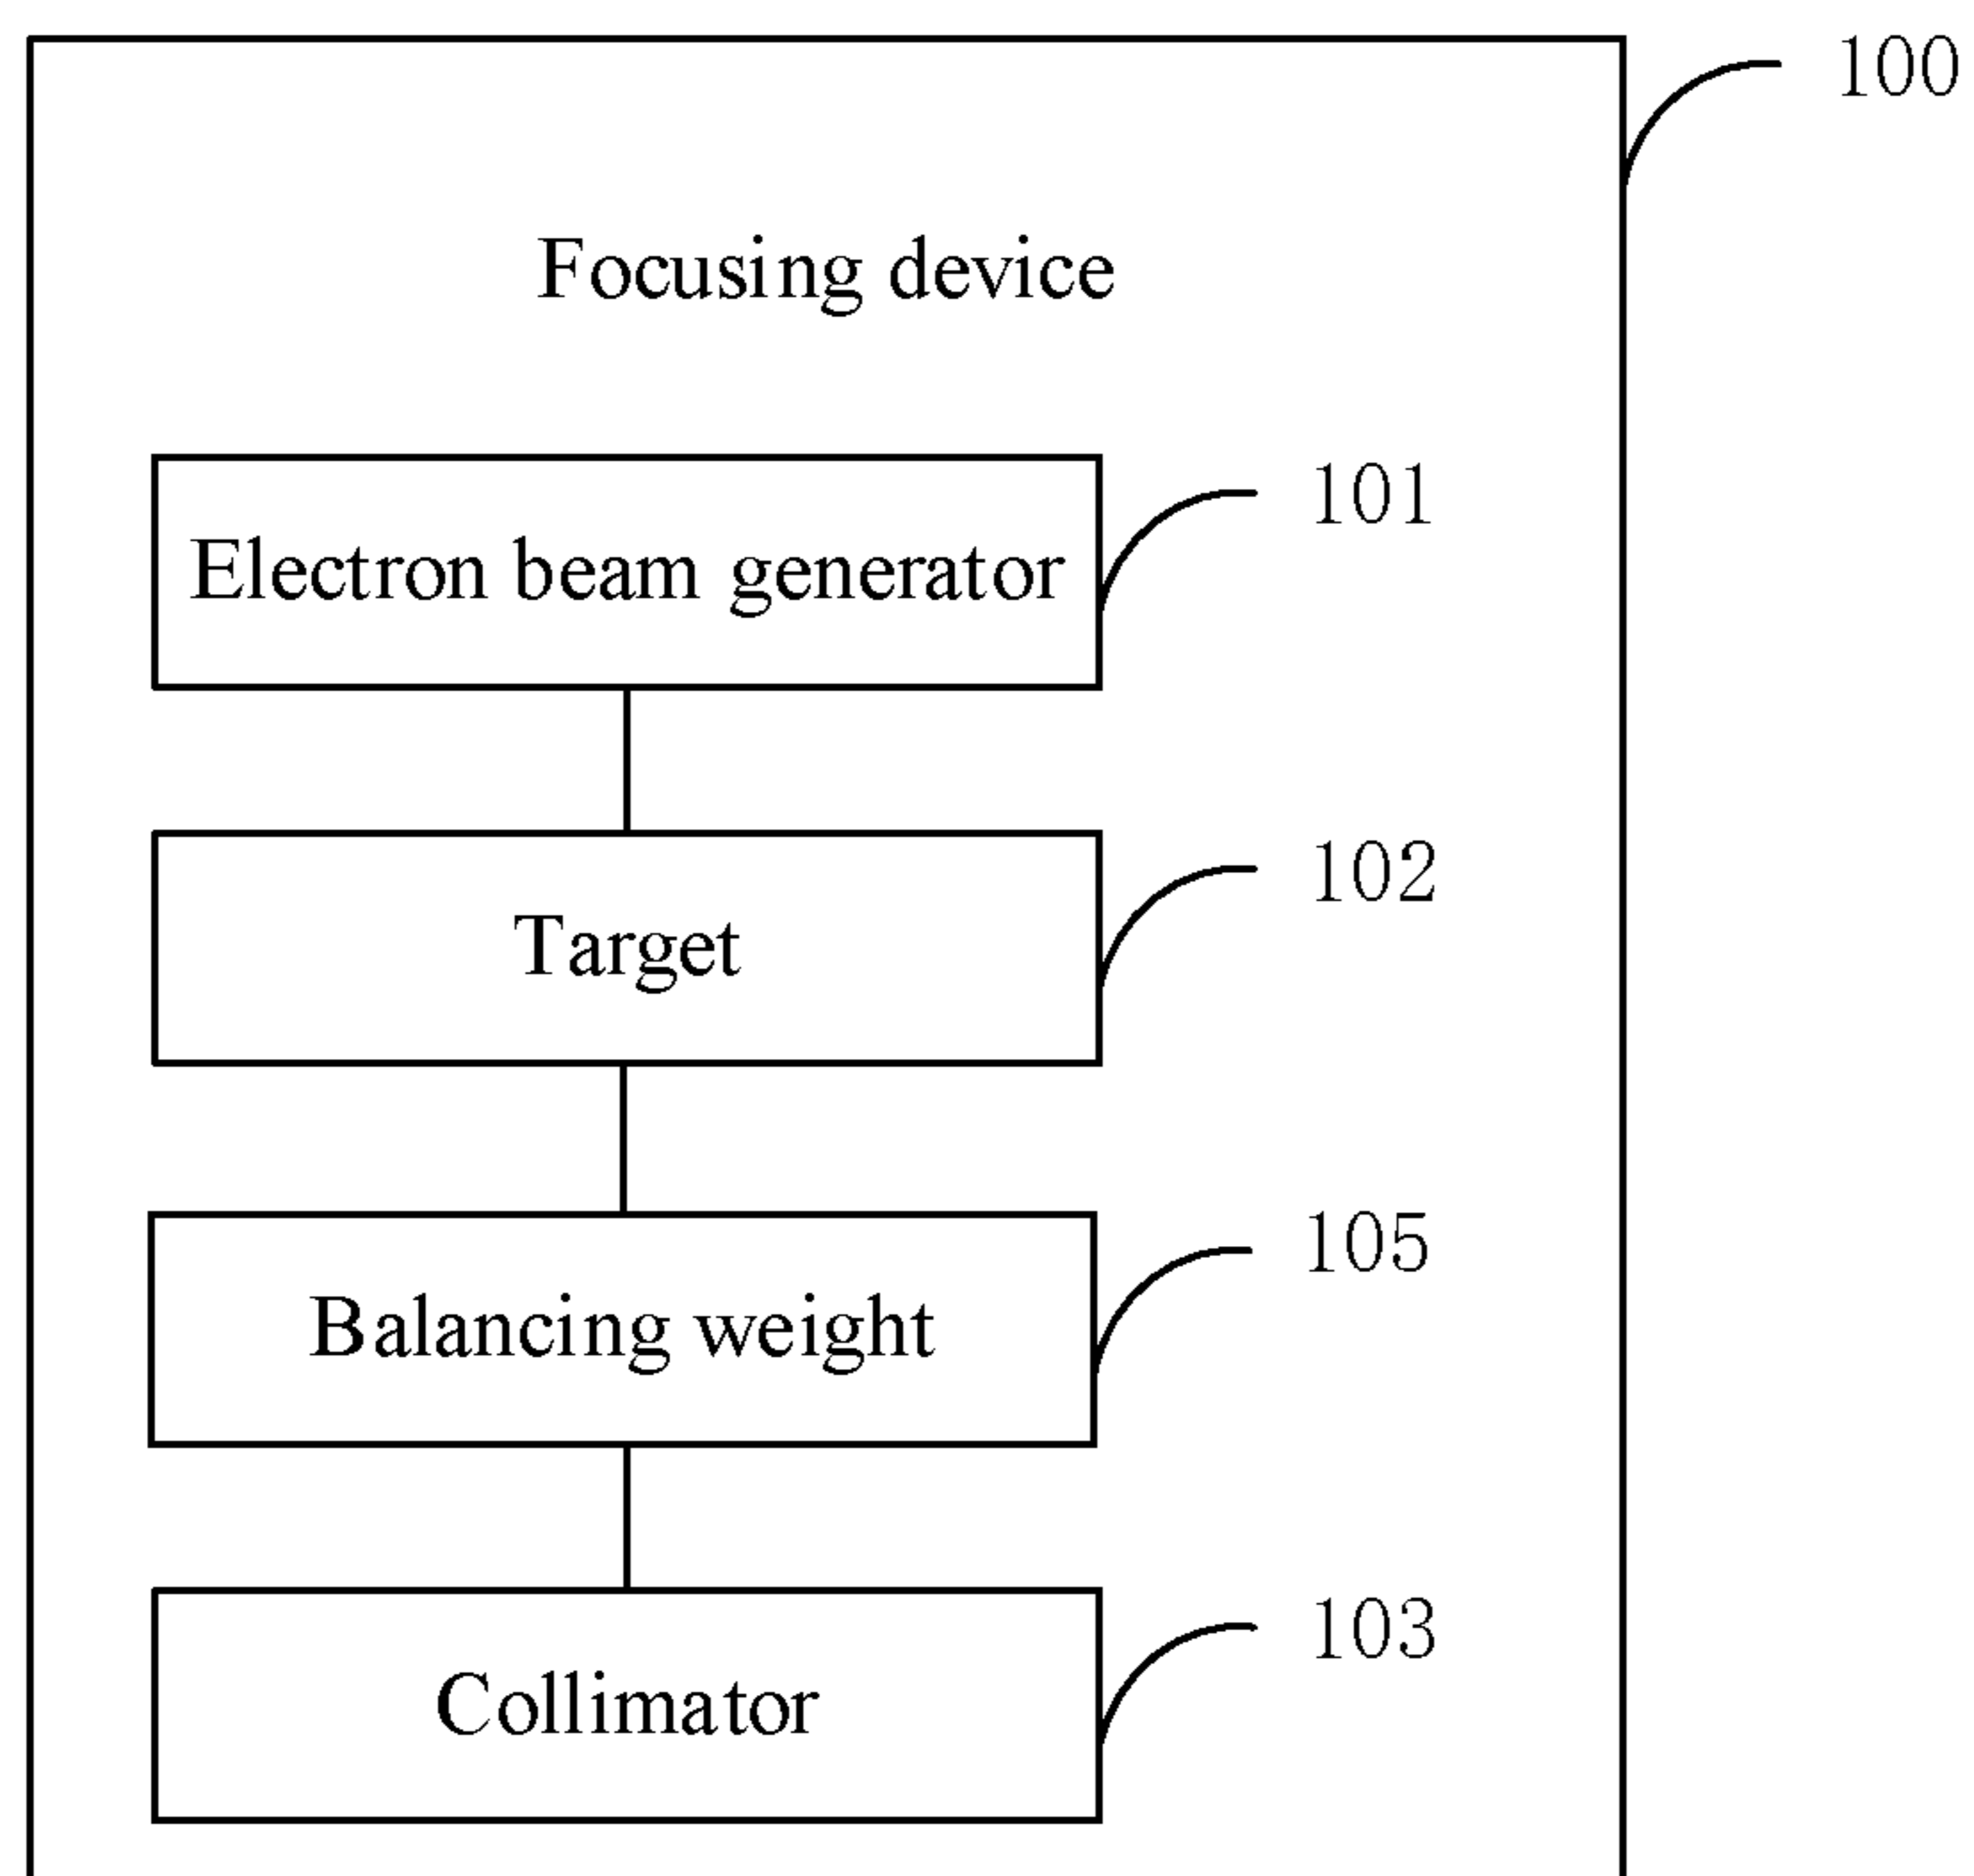 100
Focusing device
101
Electron beam generator
102
Target
105
Balancing weight
103
Collimator